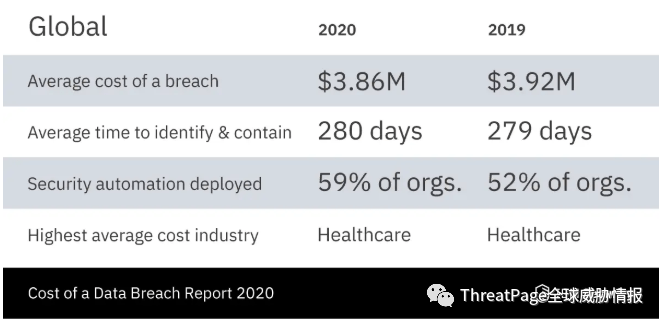 Global 2020 2019
Average cost of a breach $3.86M $3.92M
Average time to identify & contain 280 days 279 days
Security automation deployed 59% of orgs. 52% of orgs.
Highest average cost industry Healthcare Healthcare
Cost of a Data Breach Report 2020 ThreatPage全球威胁情报